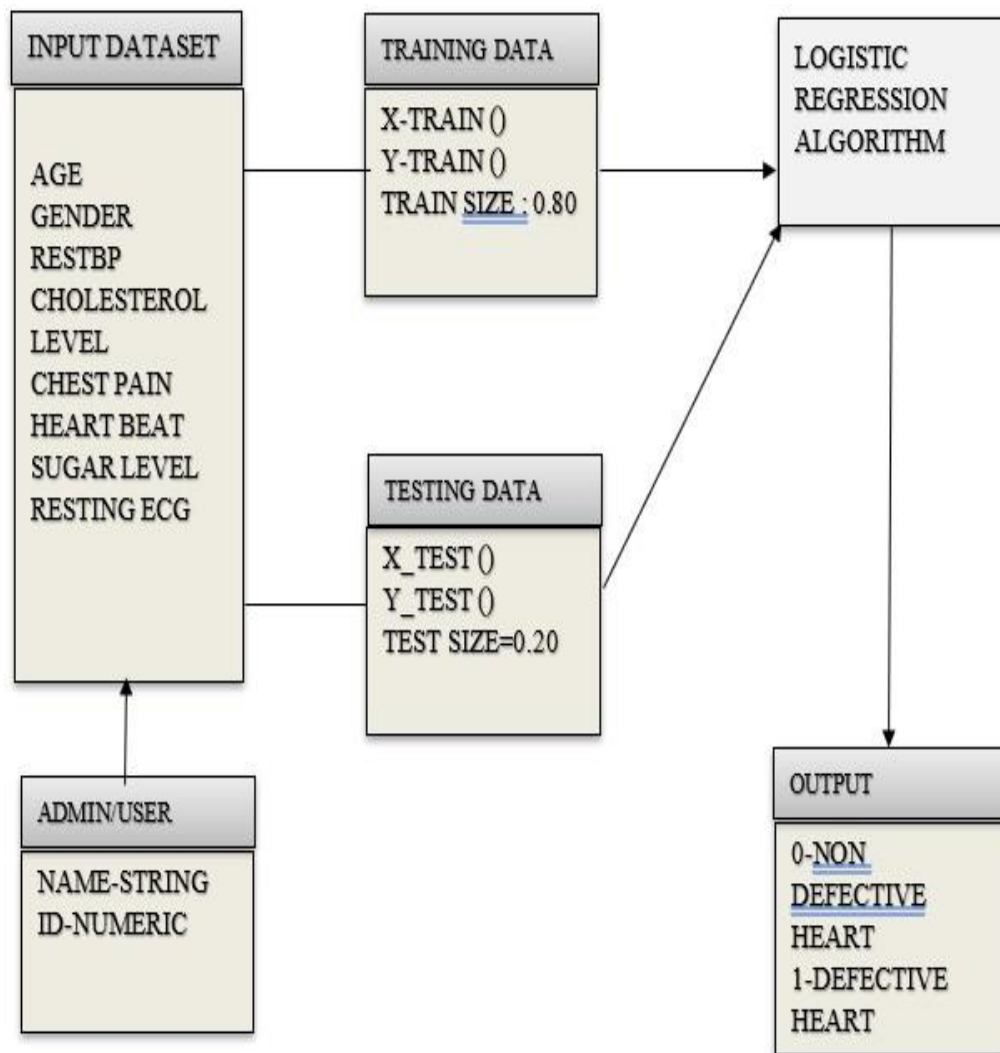 INPUT DATASET
AGE
GENDER
RESTBP
CHOLESTEROL
LEVEL
CHEST PAIN
HEART BEAT
SUGAR LEVEL
RESTING ECG
TRAINING DATA
X-TRAIN ()
Y-TRAIN ()
TRAIN SIZE : 0.80
LOGISTIC
REGRESSION
ALGORITHM
TESTING DATA
X_TEST ()
Y_TEST ()
TEST SIZE=0.20
ADMIN/USER
NAME-STRING
ID-NUMERIC
OUTPUT
0-NON
DEFECTIVE
HEART
1-DEFECTIVE
HEART